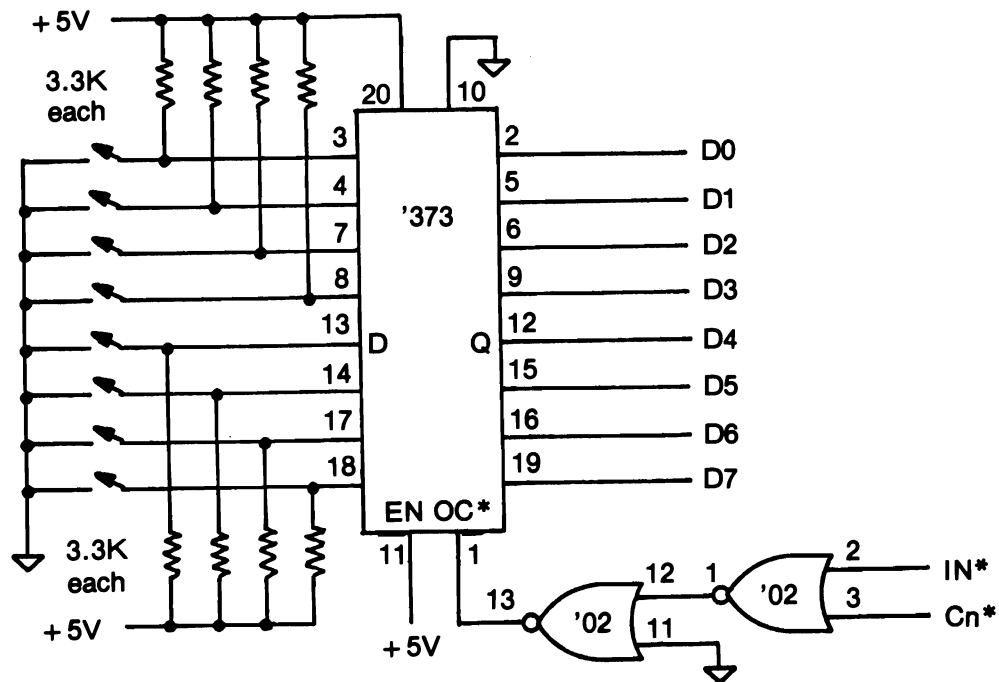 +5V
3.3K
each
20
10
3
2
D0
4
5
D1
'373
7
6
D2
8
9
D3
13
D
Q
12
D4
14
15
D5
17
16
D6
18
19
D7
EN OC*
11
1
3.3K
each
+5V
+5V
13
'02
12
11
1
'02
2
IN*
3
Cn*